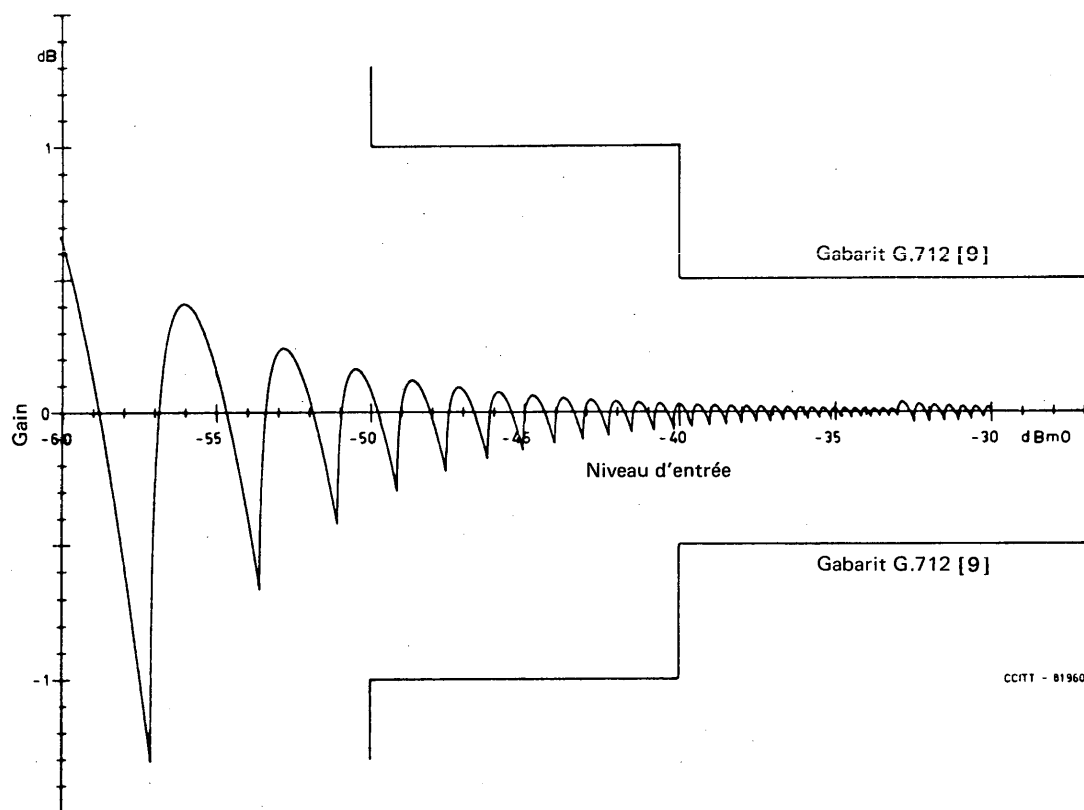 dB
1
Gabarit G.712 [9]
0
Gain
-60
-55
-50
-45
-40
-35
-30
dBm0
Niveau d'entrée
Gabarit G.712 [9]
-1
CCITT - 81960